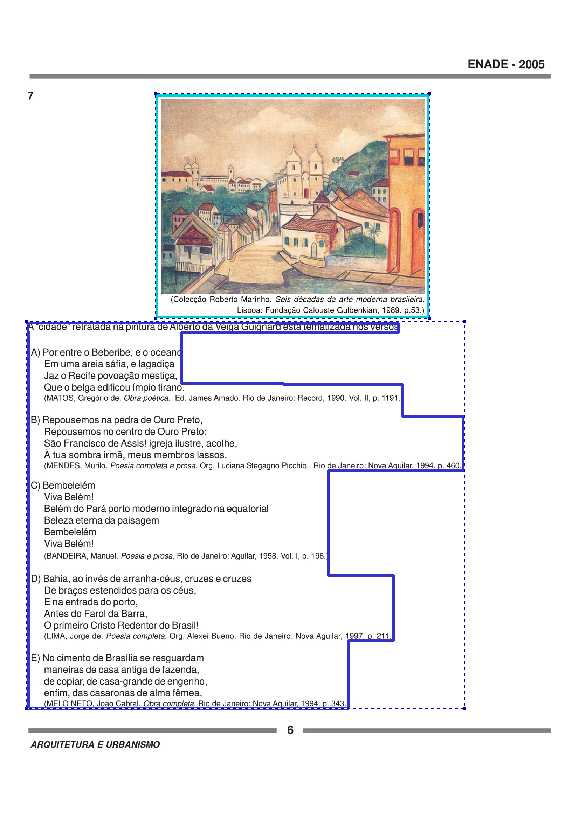 ENADE - 2005
7
(Colecção Roberto Marinho. Seis décadas de arte moderna brasileira.
Lisboa: Fundação Calouste Gulbenkian, 1989. p.53.)
A "cidade" retratada na pintura de Alberto da Veiga Guignard está tematizada nos versos
A) Por entre o Beberibe, e o oceano
Em uma areia sáfia, e lagadiça
Jaz o Recife povoação mestiça,
Que o belga edificou ímpio tirano.
(MATOS, Gregório de. Obra poética. Ed. James Amado. Rio de Janeiro: Record, 1990. Vol. II, p. 1191.
B) Repousemos na pedra de Ouro Preto,
Repousemos no centro de Ouro Preto:
São Francisco de Assis! igreja ilustre, acolhe,
À tua sombra irmã, meus membros lassos.
(MENDES, Murilo. Poesia completa e prosa. Org. Luciana Stegagno Picchio. Rio de Janeiro: Nova Aguilar, 1994, p. 460.
C) Bembelelém
Viva Belém!
Belém do Pará porto moderno integrado na equatorial
Beleza eterna da paisagem
Bembelelém
Viva Belém!
(BANDEIRA, Manuel. Poesia e prosa. Rio de Janeiro: Aguilar, 1958. Vol. I, p. 196.)
D) Bahia, ao invés de arranha-céus, cruzes e cruzes
De braços estendidos para os céus,
E na entrada do porto,
Antes do Farol da Barra,
O primeiro Cristo Redentor do Brasil!
(LIMA, Jorge de. Poesia completa. Org. Alexei Bueno. Rio de Janeiro: Nova Aguilar, 1997, p. 211.
E) No cimento de Brasília se resguardam
maneiras de casa antiga de fazenda,
de copiar, de casa-grande de engenho,
enfim, das casaronas de alma fêmea.
(MELO NETO, João Cabral. Obra completa. Rio de Janeiro: Nova Aguilar, 1994, p. 343.
6
ARQUITETURA E URBANISMO